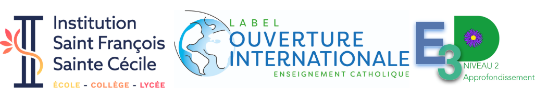 Institution
Saint François
Sainte Cécile
ÉCOLE - COLLÈGE - LYCÉE
LABEL
OUVERTURE
INTERNATIONALE
ENSEIGNEMENT CATHOLIQUE
E3D
NIVEAU 2
Approfondissement